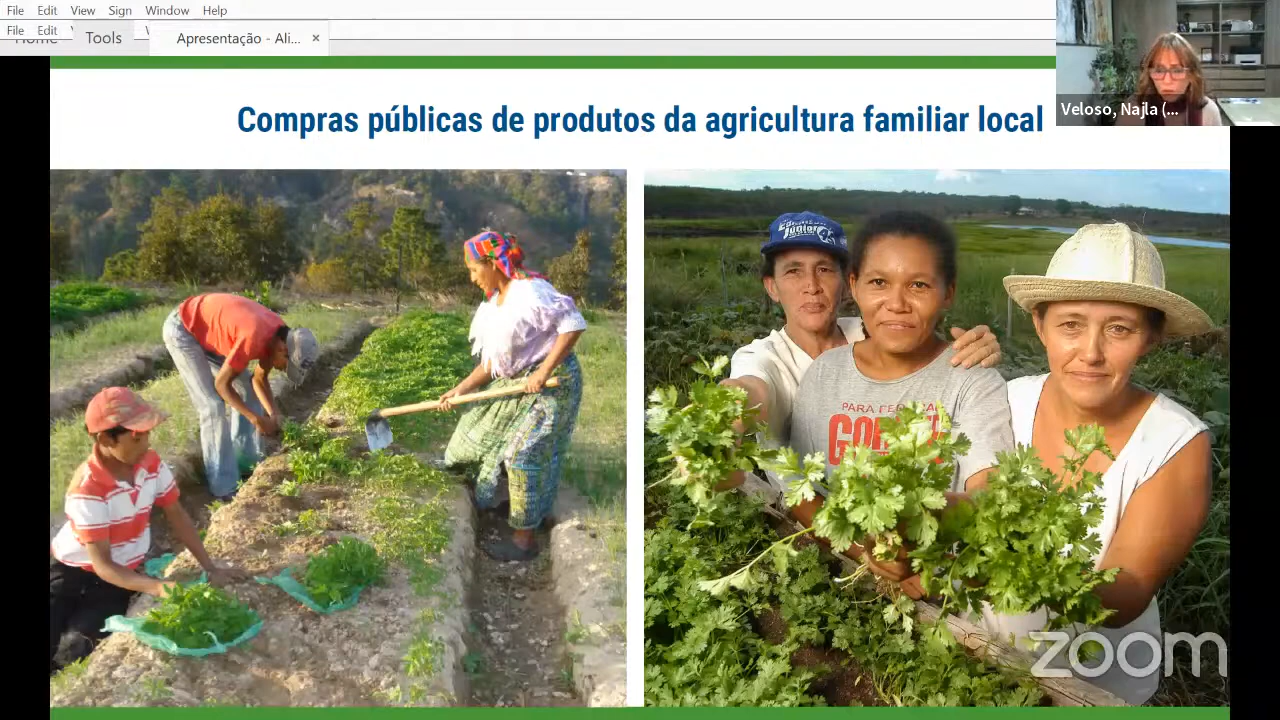 File Edit View Sign Window Help
File Edit
Home Tools Apresentação - Ali... ×
Veloso, Najla (...
Compras públicas de produtos da agricultura familiar local
PARA
zoom